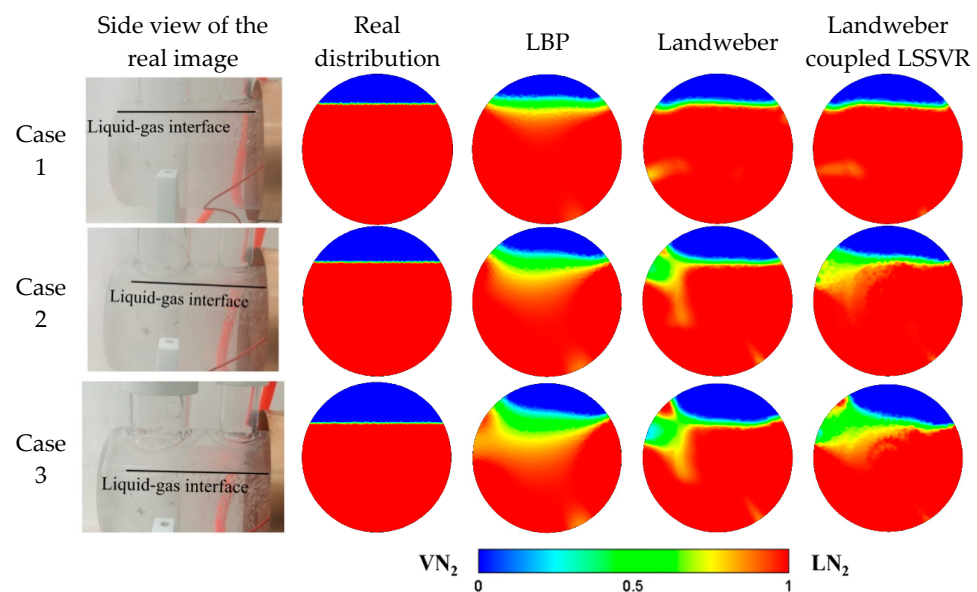 Side view of the
real image
Real
distribution
LBP
Landweber
Landweber
coupled LSSVR
Case
1
Liquid-gas interface
Case
2
Liquid-gas interface
Case
3
Liquid-gas interface
VN₂
0
0.5
1
LN₂